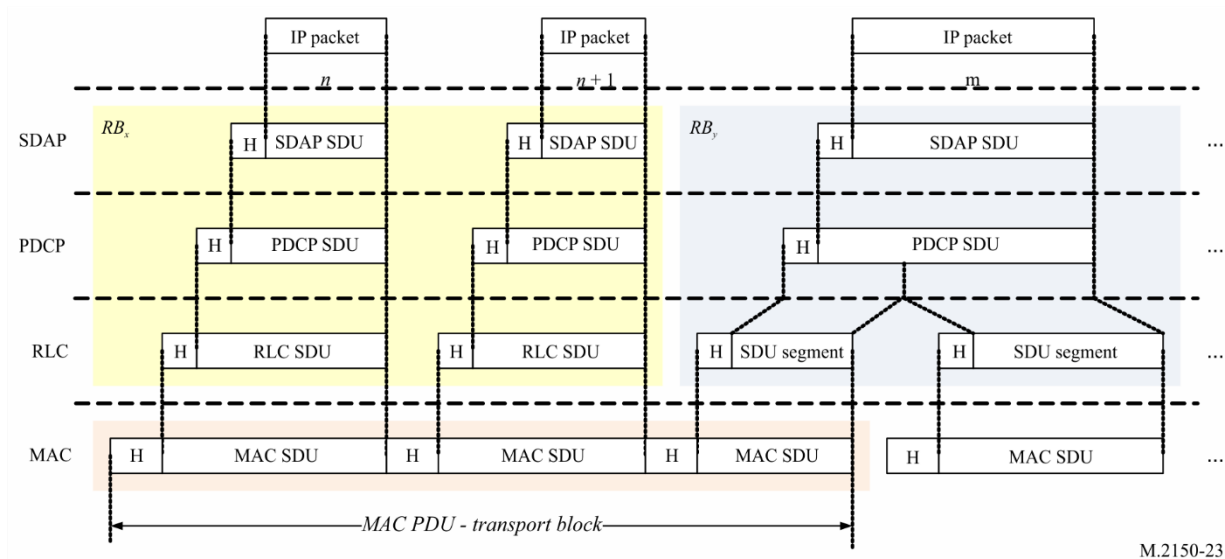 IP packet IP packet IP packet
n n + 1 m
RBx RBy
SDAP H SDAP SDU H SDAP SDU H SDAP SDU ...
PDCP H PDCP SDU H PDCP SDU H PDCP SDU ...
RLC H RLC SDU H RLC SDU H SDU segment H SDU segment ...
MAC H MAC SDU H MAC SDU H MAC SDU H MAC SDU ...
MAC PDU - transport block
M.2150-23